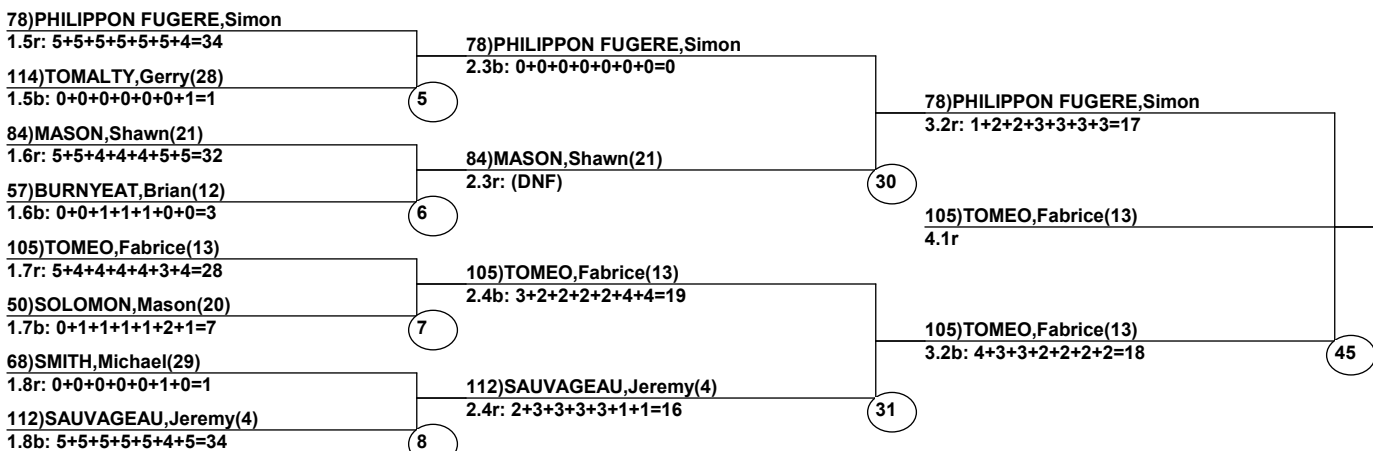 78)PHILIPPON FUGERE,Simon
1.5r: 5+5+5+5+5+5+4=34
114)TOMALTY,Gerry(28)
1.5b: 0+0+0+0+0+0+1=1
5
84)MASON,Shawn(21)
1.6r: 5+5+4+4+4+5+5=32
57)BURNYEAT,Brian(12)
1.6b: 0+0+1+1+1+0+0=3
6
105)TOMEO,Fabrice(13)
1.7r: 5+4+4+4+4+3+4=28
50)SOLOMON,Mason(20)
1.7b: 0+1+1+1+1+2+1=7
7
68)SMITH,Michael(29)
1.8r: 0+0+0+0+0+1+0=1
112)SAUVAGEAU,Jeremy(4)
1.8b: 5+5+5+5+5+4+5=34
8
78)PHILIPPON FUGERE,Simon
2.3b: 0+0+0+0+0+0+0=0
84)MASON,Shawn(21)
2.3r: (DNF)
30
105)TOMEO,Fabrice(13)
2.4b: 3+2+2+2+2+4+4=19
112)SAUVAGEAU,Jeremy(4)
2.4r: 2+3+3+3+3+1+1=16
31
78)PHILIPPON FUGERE,Simon
3.2r: 1+2+2+3+3+3+3=17
105)TOMEO,Fabrice(13)
4.1r
105)TOMEO,Fabrice(13)
3.2b: 4+3+3+2+2+2+2=18
45